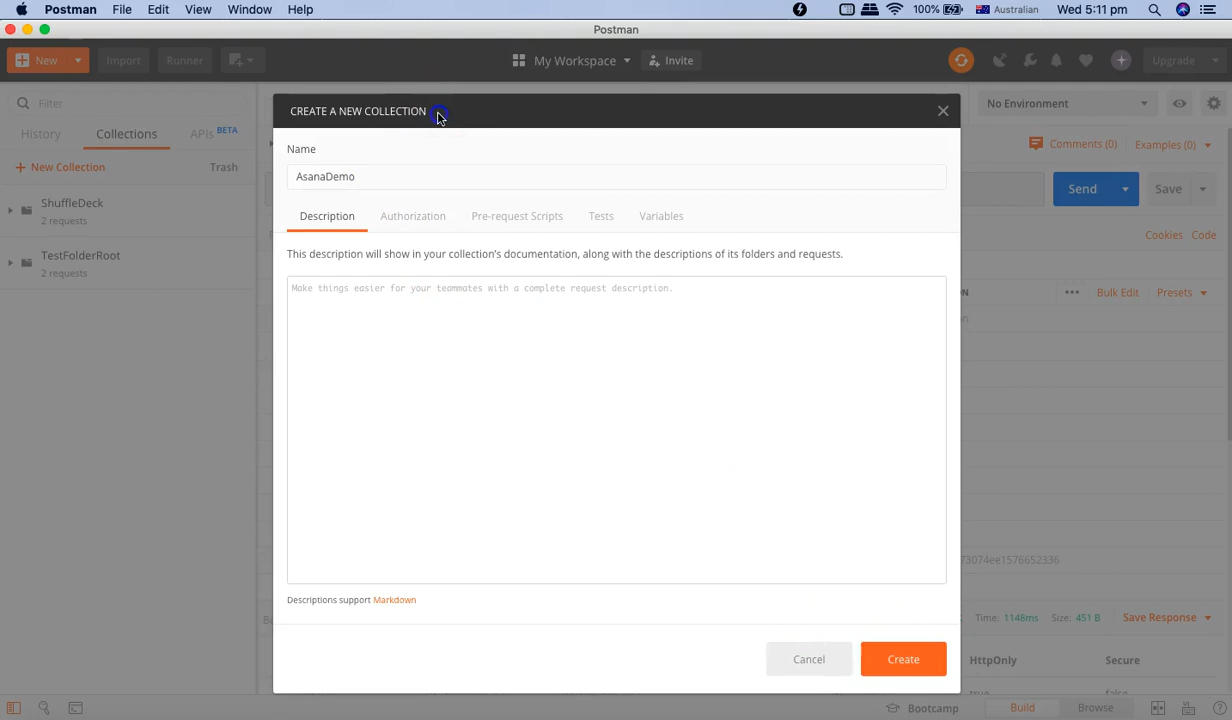 Postman File Edit View Window Help 100% Australian Wed 5:11 pm
Postman
New Import Runner My Workspace Invite Upgrade
Filter
No Environment
History Collections APIs BETA
CREATE A NEW COLLECTION
Comments (0) Examples (0)
Name
New Collection Trash
AsanaDemo
Send Save
ShuffleDeck
2 requests
Description Authorization Pre-request Scripts Tests Variables
Cookies Code
TestFolderRoot
2 requests
This description will show in your collection's documentation, along with the descriptions of its folders and requests.
Make things easier for your teammates with a complete request description.
ON ••• Bulk Edit Presets
on
73074ee1576652336
Descriptions support Markdown
Time: 1148ms Size: 451 B Save Response
Cancel Create
HttpOnly Secure
true false
Bootcamp Build Browse